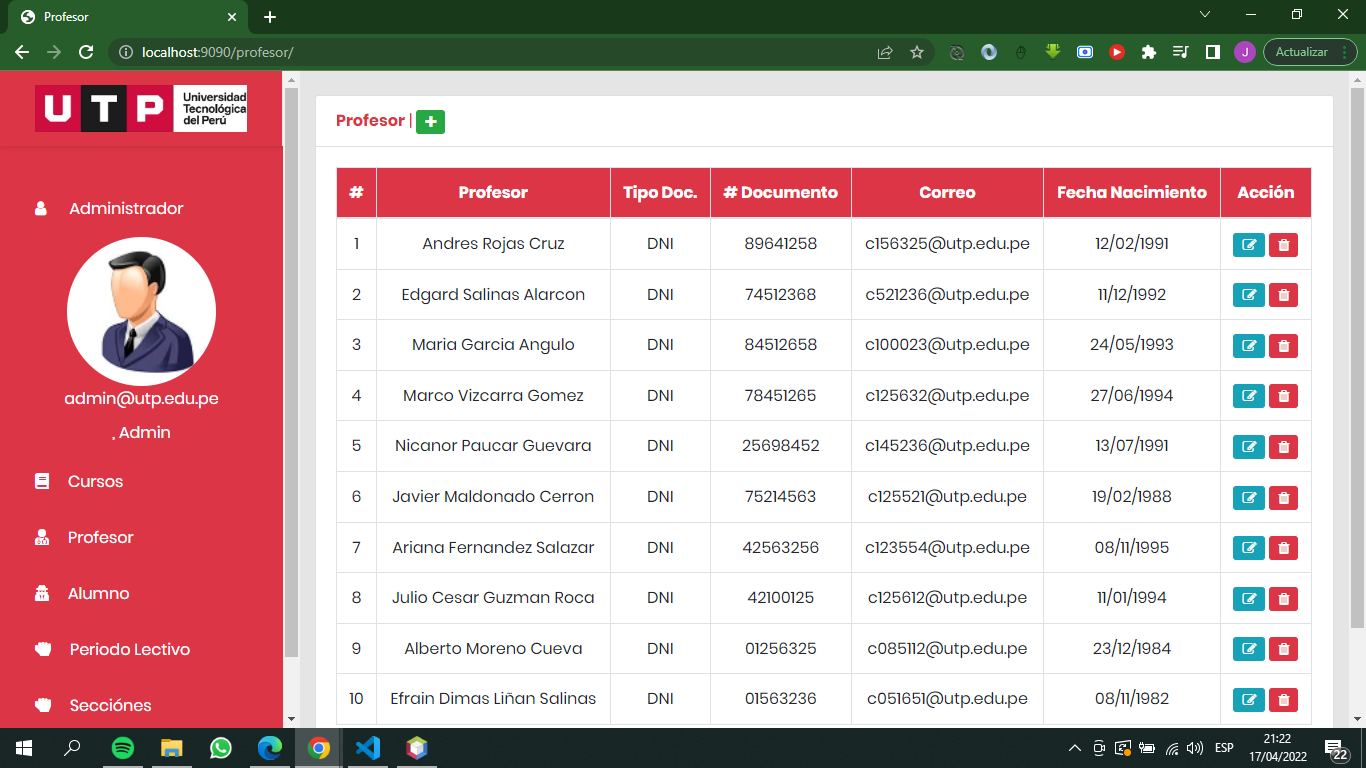 Profesor
localhost:9090/profesor/
J
Actualizar
UTP Universidad Tecnológica del Perú
Administrador
admin@utp.edu.pe
, Admin
Cursos
Profesor
Alumno
Periodo Lectivo
Secciónes
Profesor | +
# Profesor Tipo Doc. # Documento Correo Fecha Nacimiento Acción
1 Andres Rojas Cruz DNI 89641258 c156325@utp.edu.pe 12/02/1991
2 Edgard Salinas Alarcon DNI 74512368 c521236@utp.edu.pe 11/12/1992
3 Maria Garcia Angulo DNI 84512658 c100023@utp.edu.pe 24/05/1993
4 Marco Vizcarra Gomez DNI 78451265 c125632@utp.edu.pe 27/06/1994
5 Nicanor Paucar Guevara DNI 25698452 c145236@utp.edu.pe 13/07/1991
6 Javier Maldonado Cerron DNI 75214563 c125521@utp.edu.pe 19/02/1988
7 Ariana Fernandez Salazar DNI 42563256 c123554@utp.edu.pe 08/11/1995
8 Julio Cesar Guzman Roca DNI 42100125 c125612@utp.edu.pe 11/01/1994
9 Alberto Moreno Cueva DNI 01256325 c085112@utp.edu.pe 23/12/1984
10 Efrain Dimas Liñan Salinas DNI 01563236 c051651@utp.edu.pe 08/11/1982
ESP
21:22
17/04/2022
22